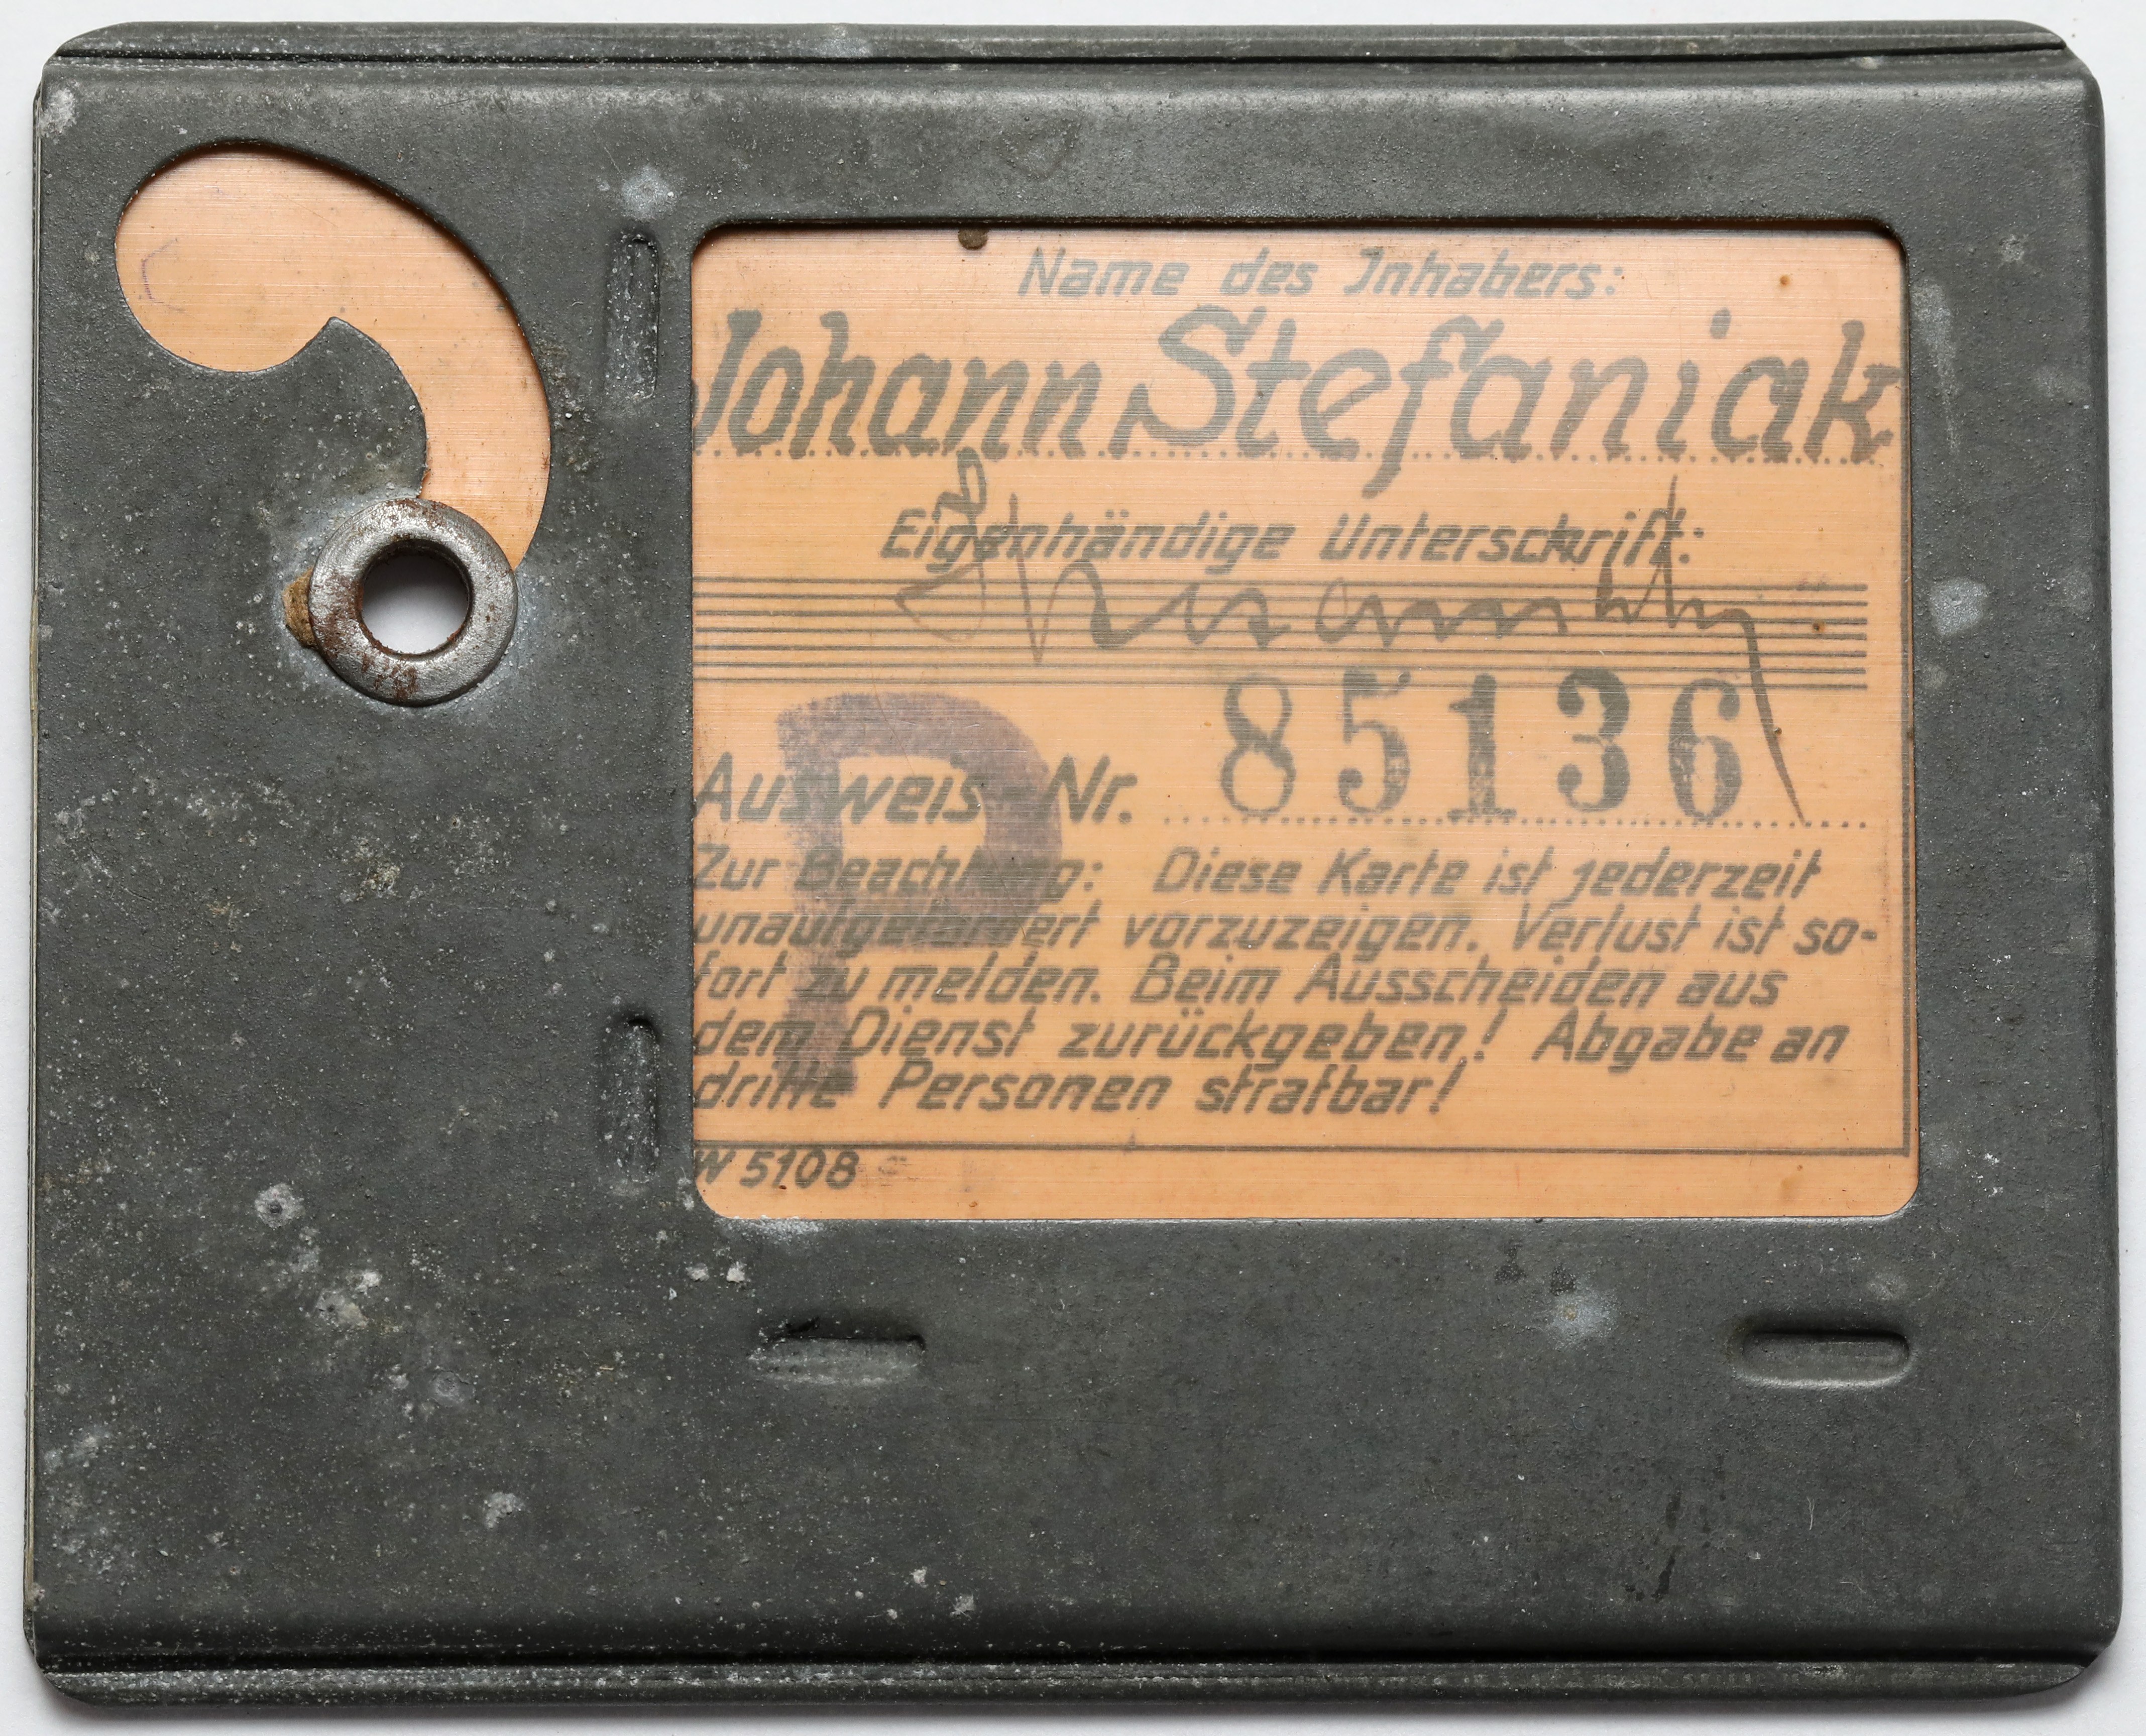 Name des Inhabers:
Johann Stefaniak
Eigenhändige Unterschrift:
Ausweis - Nr. 85136
P
Zur Beachtung: Diese Karte ist jederzeit
unaufgefordert vorzuzeigen. Verlust ist so-
fort zu melden. Beim Ausscheiden aus
dem Dienst zurückgeben! Abgabe an
dritte Personen strafbar!
W 5108